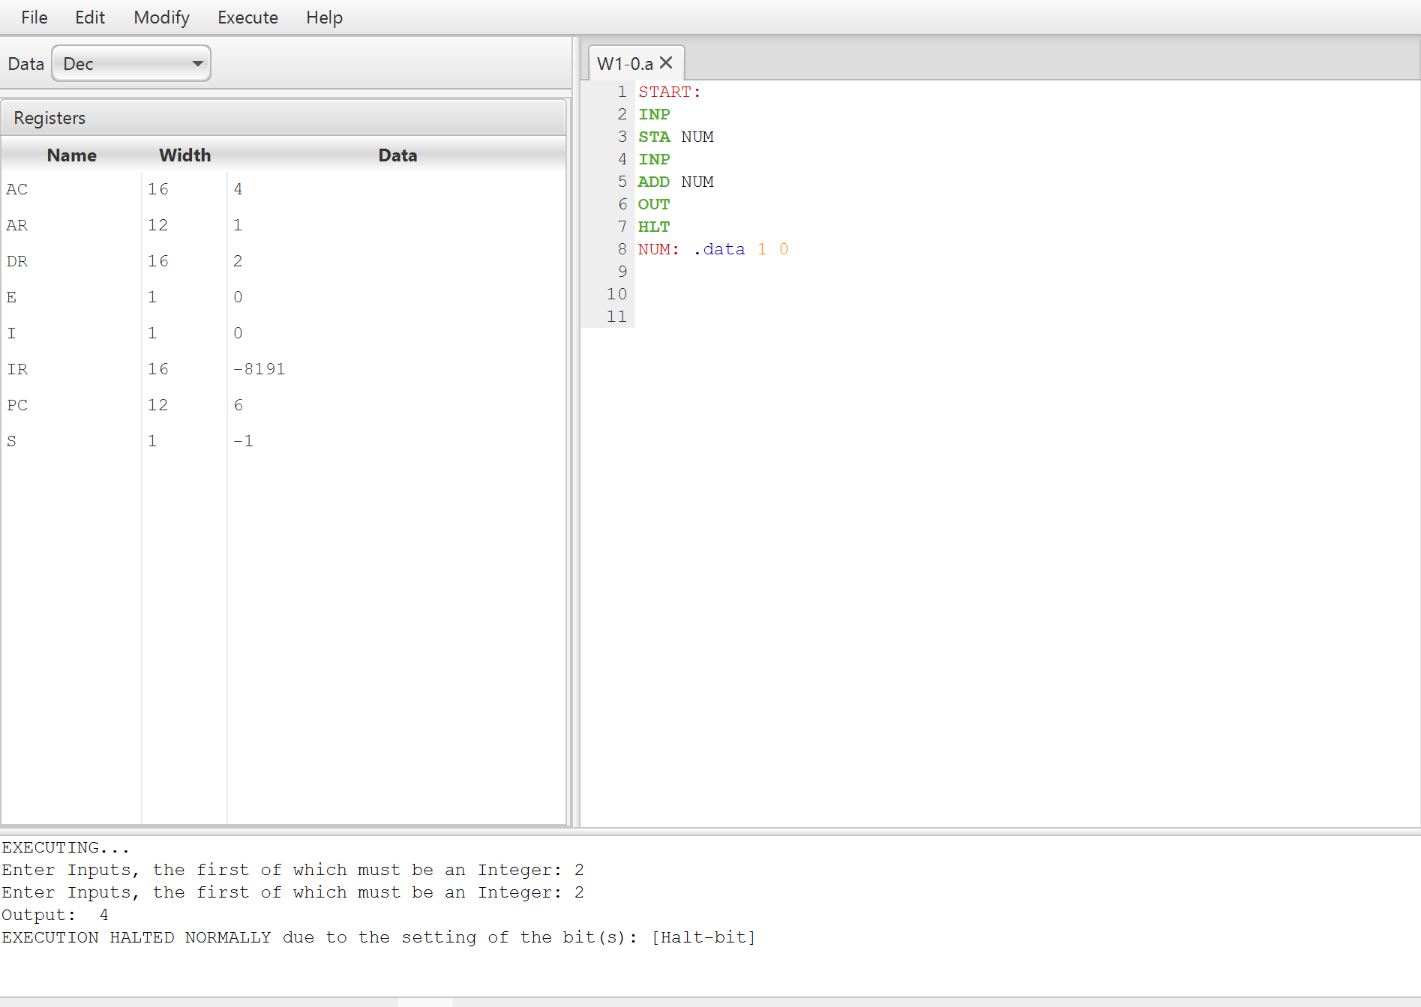 File Edit Modify Execute Help
Data Dec
Registers
Name Width Data
AC 16 4
AR 12 1
DR 16 2
E 1 0
I 1 0
IR 16 -8191
PC 12 6
S 1 -1
W1-0.a
1 START:
2 INP
3 STA NUM
4 INP
5 ADD NUM
6 OUT
7 HLT
8 NUM: .data 1 0
9
10
11
EXECUTING...
Enter Inputs, the first of which must be an Integer: 2
Enter Inputs, the first of which must be an Integer: 2
Output:  4
EXECUTION HALTED NORMALLY due to the setting of the bit(s): [Halt-bit]